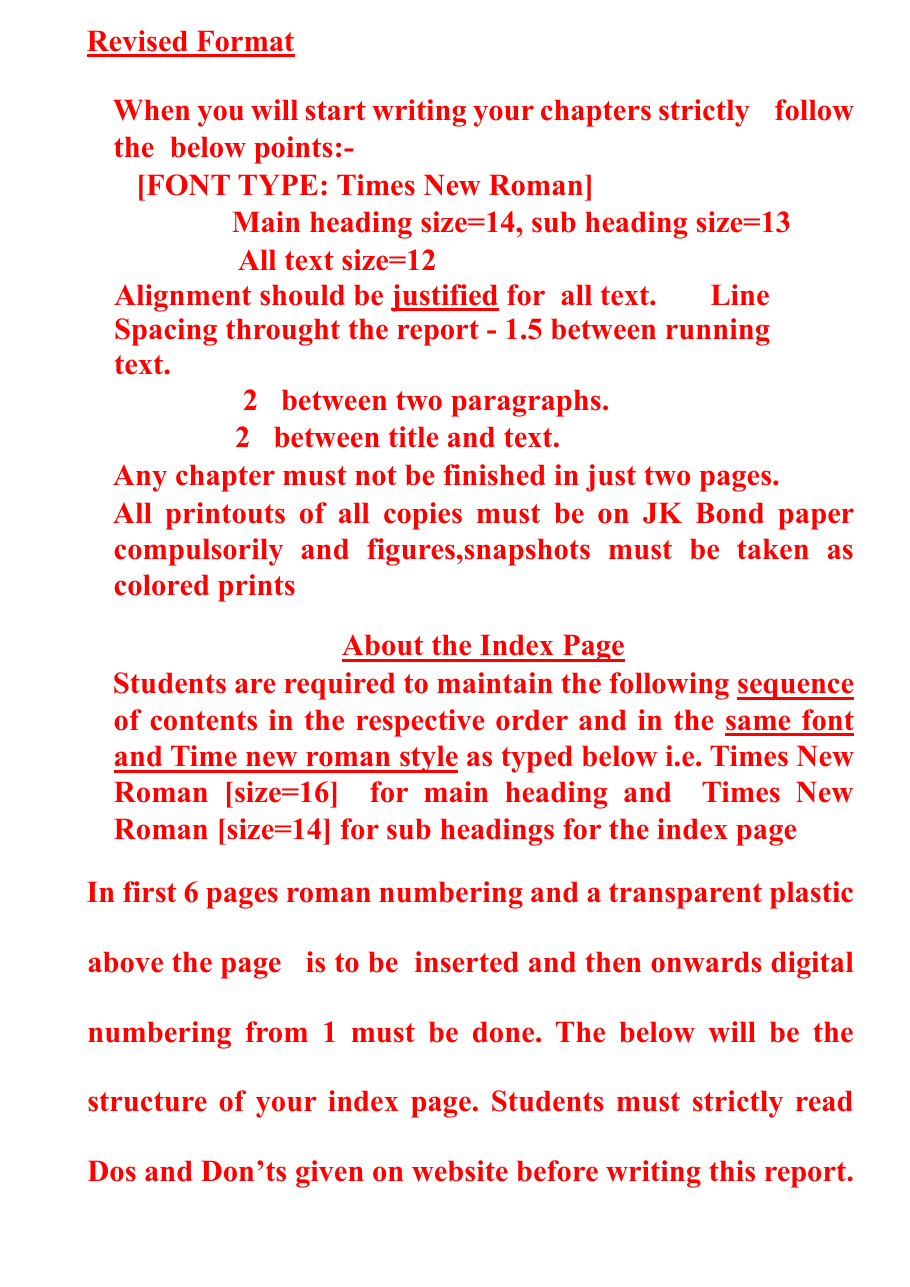 Revised Format
When you will start writing your chapters strictly follow
the below points:-
[FONT TYPE: Times New Roman]
Main heading size=14, sub heading size=13
All text size=12
Alignment should be justified for all text. Line
Spacing throught the report - 1.5 between running
text.
2 between two paragraphs.
2 between title and text.
Any chapter must not be finished in just two pages.
All printouts of all copies must be on JK Bond paper
compulsorily and figures,snapshots must be taken as
colored prints
About the Index Page
Students are required to maintain the following sequence
of contents in the respective order and in the same font
and Time new roman style as typed below i.e. Times New
Roman [size=16] for main heading and Times New
Roman [size=14] for sub headings for the index page
In first 6 pages roman numbering and a transparent plastic
above the page is to be inserted and then onwards digital
numbering from 1 must be done. The below will be the
structure of your index page. Students must strictly read
Dos and Don’ts given on website before writing this report.